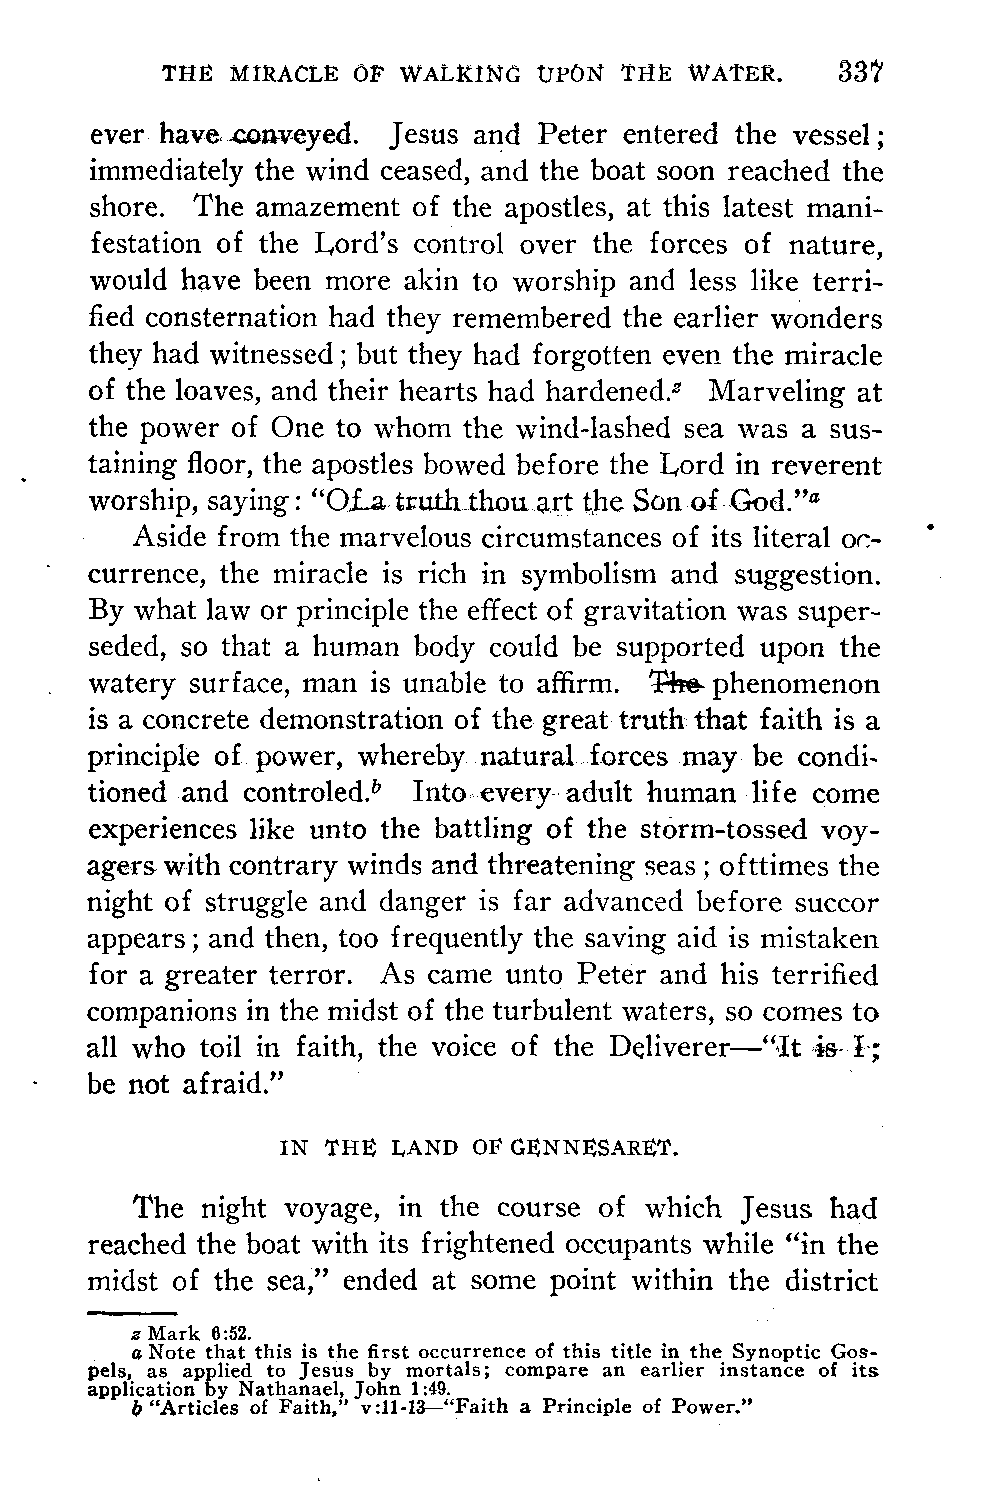 THE MIRACLE OF WALKING UPON THE WATER. 337
ever have conveyed. Jesus and Peter entered the vessel;
immediately the wind ceased, and the boat soon reached the
shore. The amazement of the apostles, at this latest mani-
festation of the Lord's control over the forces of nature,
would have been more akin to worship and less like terri-
fied consternation had they remembered the earlier wonders
they had witnessed; but they had forgotten even the miracle
of the loaves, and their hearts had hardened.z Marveling at
the power of One to whom the wind-lashed sea was a sus-
taining floor, the apostles bowed before the Lord in reverent
worship, saying: "Of a truth thou art the Son of God."a
Aside from the marvelous circumstances of its literal oc-
currence, the miracle is rich in symbolism and suggestion.
By what law or principle the effect of gravitation was super-
seded, so that a human body could be supported upon the
watery surface, man is unable to affirm. The phenomenon
is a concrete demonstration of the great truth that faith is a
principle of power, whereby natural forces may be condi-
tioned and controled.b Into every adult human life come
experiences like unto the battling of the storm-tossed voy-
agers with contrary winds and threatening seas; ofttimes the
night of struggle and danger is far advanced before succor
appears; and then, too frequently the saving aid is mistaken
for a greater terror. As came unto Peter and his terrified
companions in the midst of the turbulent waters, so comes to
all who toil in faith, the voice of the Deliverer—"It is I;
be not afraid."
IN THE LAND OF GENNESARET.
The night voyage, in the course of which Jesus had
reached the boat with its frightened occupants while "in the
midst of the sea," ended at some point within the district
z Mark 6:52.
a Note that this is the first occurrence of this title in the Synoptic Gos-
pels, as applied to Jesus by mortals; compare an earlier instance of its
application by Nathanael, John 1:49.
b "Articles of Faith," v:11-13—"Faith a Principle of Power."